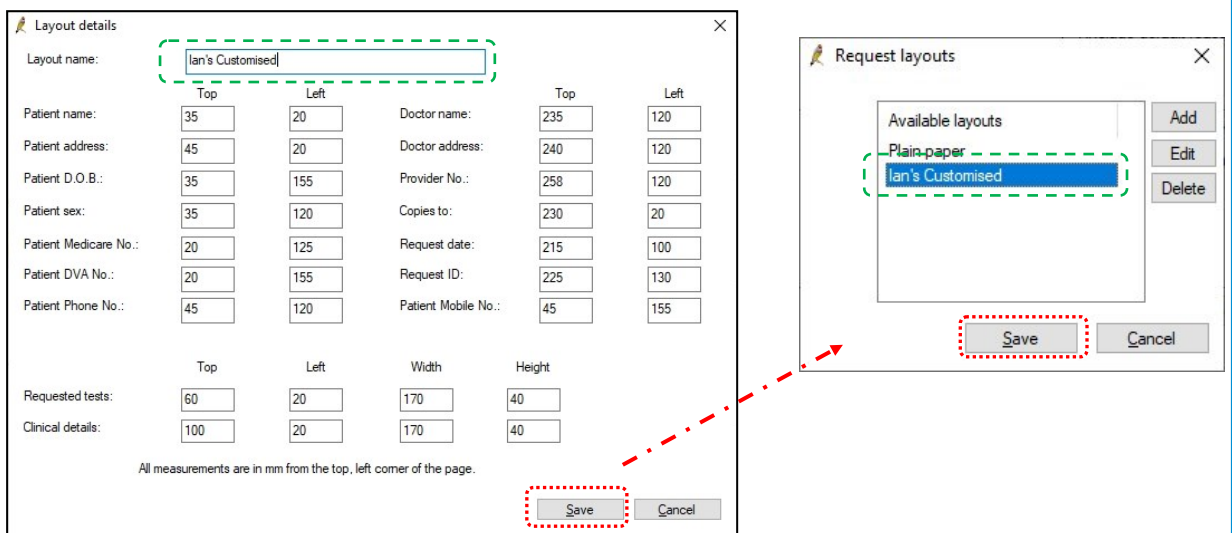 Layout details
Layout name: Ian's Customised
Top Left Top Left
Patient name: 35 20 Doctor name: 235 120
Patient address: 45 20 Doctor address: 240 120
Patient D.O.B.: 35 155 Provider No.: 258 120
Patient sex: 35 120 Copies to: 230 20
Patient Medicare No.: 20 125 Request date: 215 100
Patient DVA No.: 20 155 Request ID: 225 130
Patient Phone No.: 45 120 Patient Mobile No.: 45 155
Top Left Width Height
Requested tests: 60 20 170 40
Clinical details: 100 20 170 40
All measurements are in mm from the top, left corner of the page.
Save Cancel
Request layouts
Available layouts Add
Plain paper Edit
Ian's Customised Delete
Save Cancel